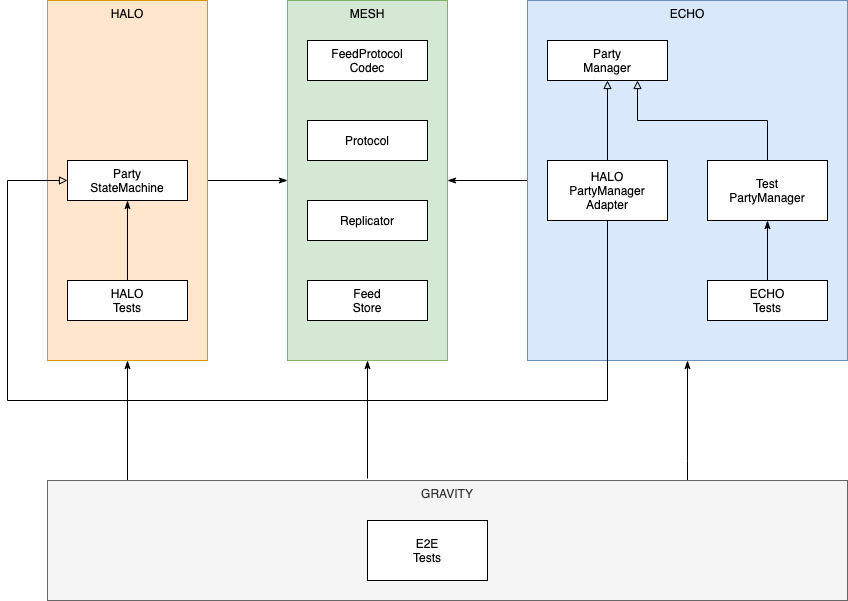 HALO
MESH
ECHO
FeedProtocol
Codec
Party
Manager
Protocol
Party
StateMachine
HALO
PartyManager
Adapter
Test
PartyManager
Replicator
HALO
Tests
Feed
Store
ECHO
Tests
GRAVITY
E2E
Tests